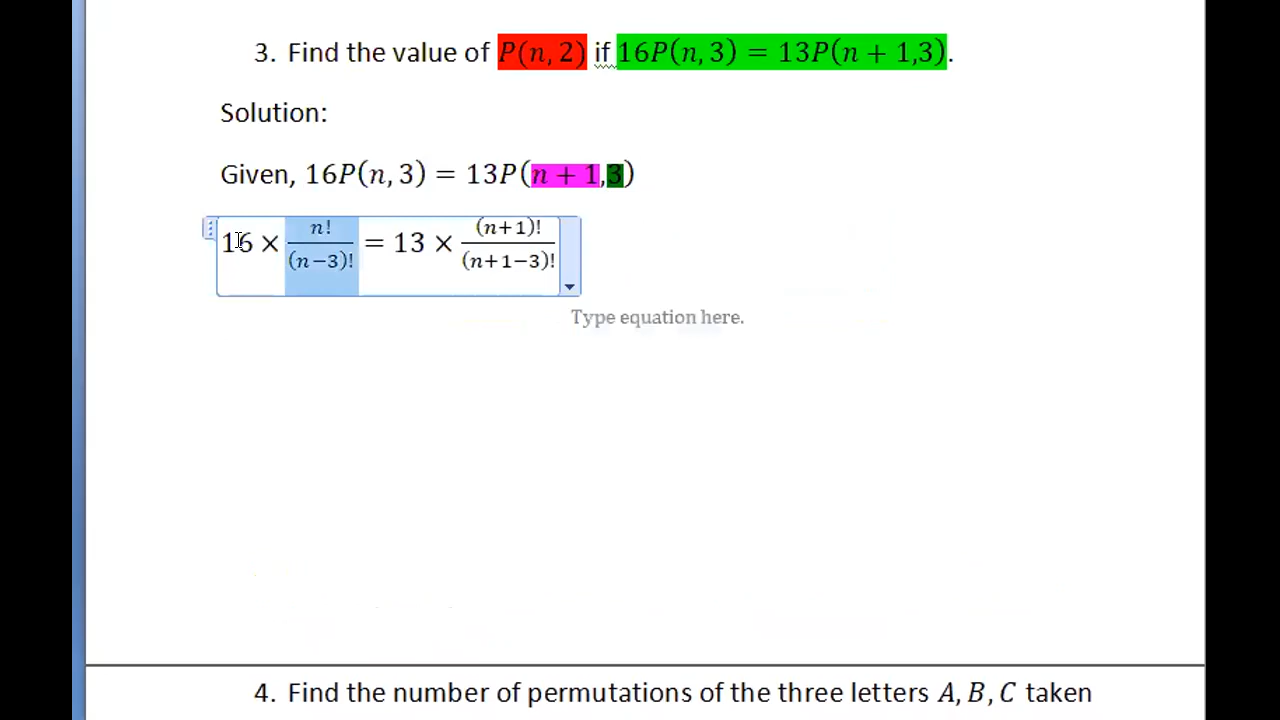 3. Find the value of P(n, 2) if 16P(n, 3) = 13P(n + 1,3).
Solution:
Given, 16P(n, 3) = 13P(n + 1,3)
16 × n!/(n−3)! = 13 × (n+1)!/(n+1−3)!
Type equation here.
4. Find the number of permutations of the three letters A, B, C taken